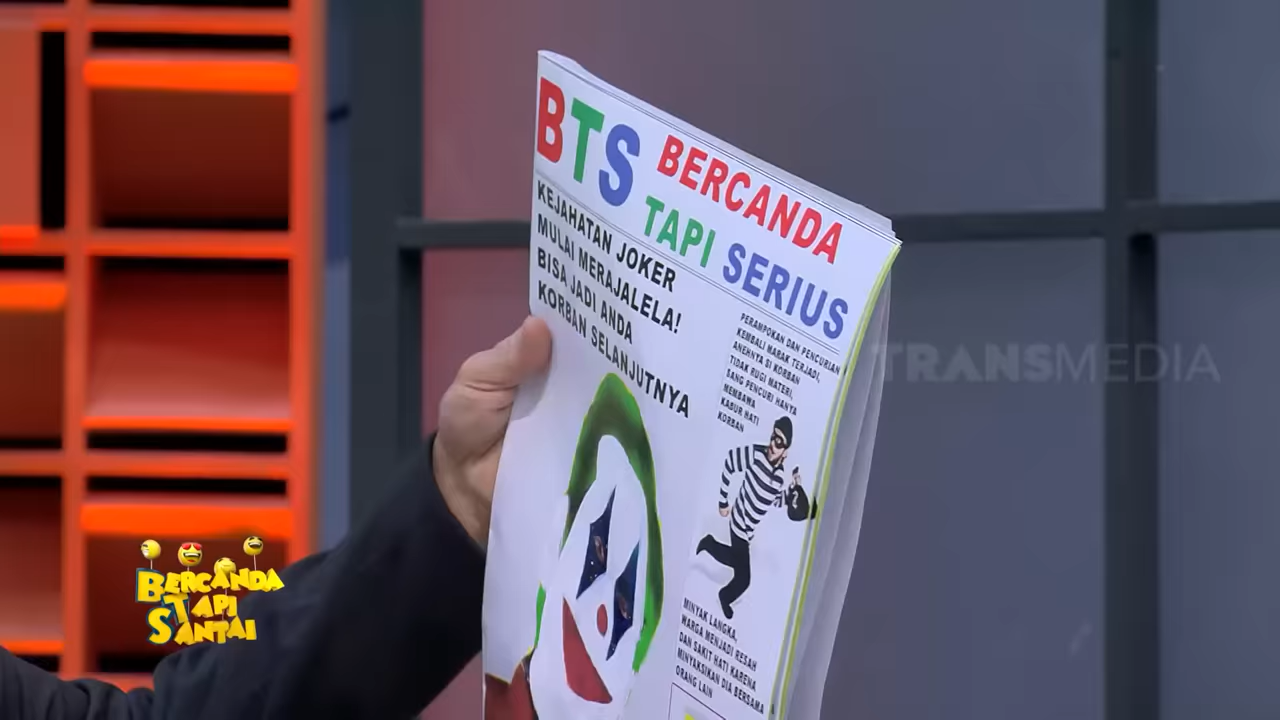 BTS
BERCANDA
TAPI SERIUS
KEJAHATAN JOKER
MULAI MERAJALELA!
BISA JADI ANDA
KORBAN SELANJUTNYA
PERAMPOKAN DAN PENCURIAN
KEMBALI MARAK TERJADI,
ANEHNYA SI KORBAN
TIDAK RUGI MATERI,
SANG PENCURI HANYA
MEMBAWA
KABUR HATI
KORBAN
MINYAK LANGKA,
WARGA MENJADI RESAH
DAN SAKIT HATI KARENA
MINYAKSIKAN DIA BERSAMA
ORANG LAIN
TRANSMEDIA
BERCANDA
TAPI
SANTAI